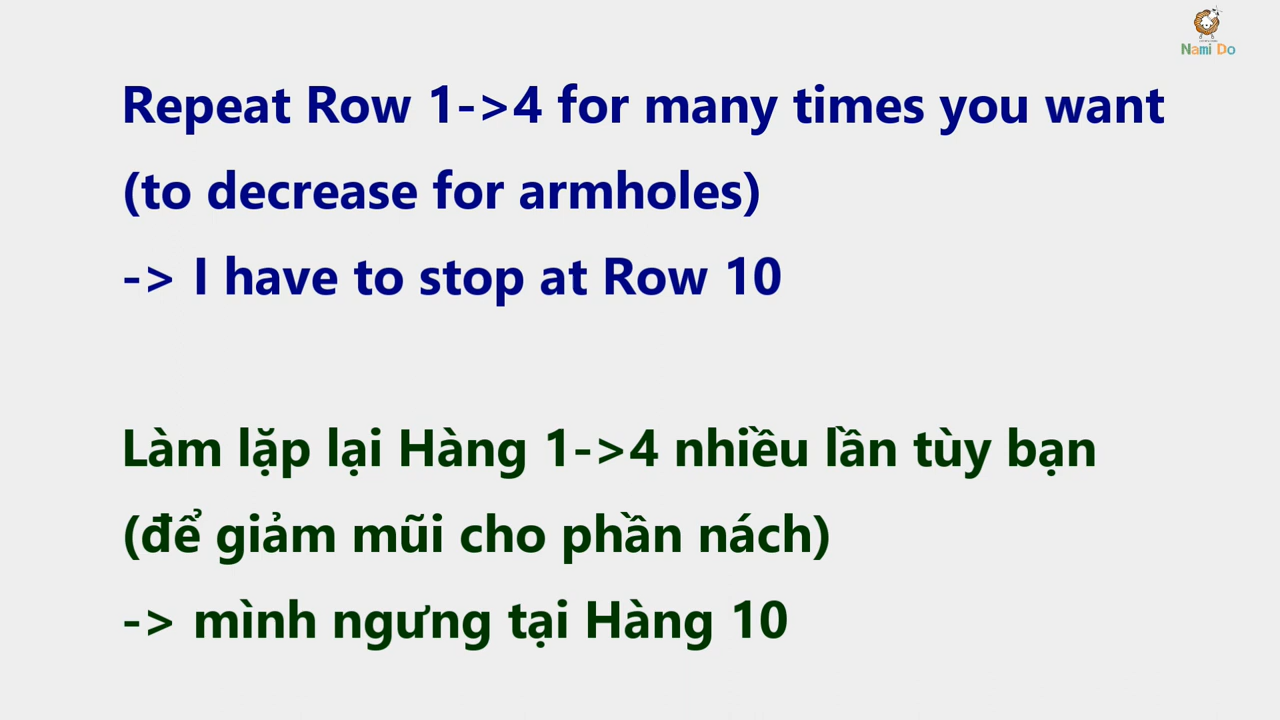 Nami Do
Repeat Row 1->4 for many times you want
(to decrease for armholes)
-> I have to stop at Row 10
Làm lặp lại Hàng 1->4 nhiều lần tùy bạn
(để giảm mũi cho phần nách)
-> mình ngưng tại Hàng 10